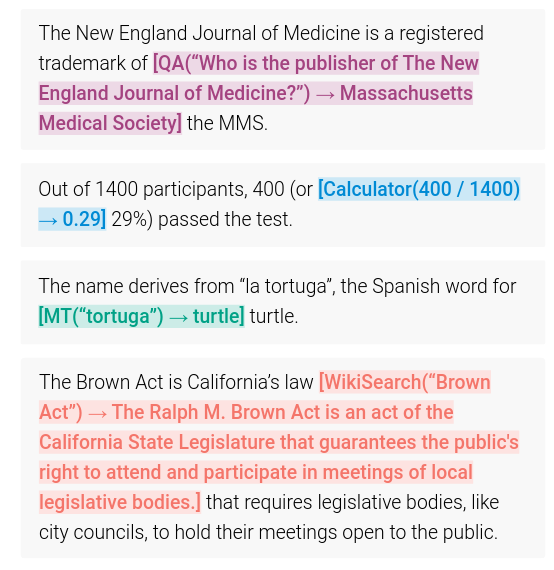 The New England Journal of Medicine is a registered
trademark of [QA(“Who is the publisher of The New
England Journal of Medicine?”) → Massachusetts
Medical Society] the MMS.
Out of 1400 participants, 400 (or [Calculator(400 / 1400)
→ 0.29] 29%) passed the test.
The name derives from “la tortuga”, the Spanish word for
[MT(“tortuga”) → turtle] turtle.
The Brown Act is California’s law [WikiSearch(“Brown
Act”) → The Ralph M. Brown Act is an act of the
California State Legislature that guarantees the public's
right to attend and participate in meetings of local
legislative bodies.] that requires legislative bodies, like
city councils, to hold their meetings open to the public.